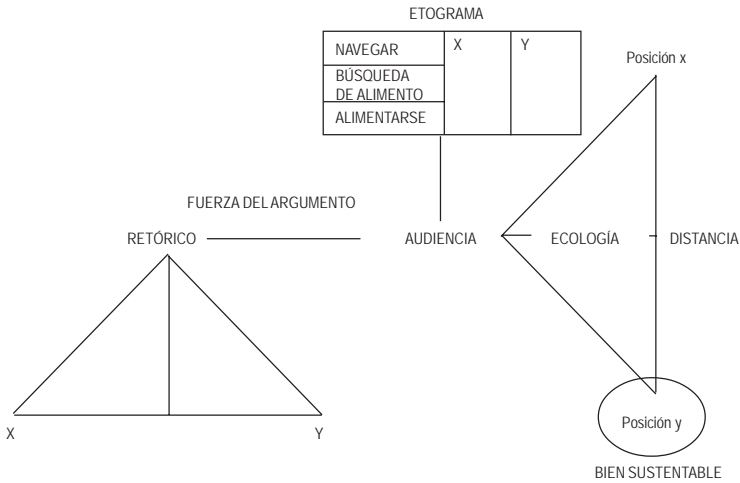 ETOGRAMA
NAVEGAR X Y
BÚSQUEDA
DE ALIMENTO
ALIMENTARSE
Posición x
FUERZA DEL ARGUMENTO
RETÓRICO AUDIENCIA ECOLOGÍA DISTANCIA
X Y
Posición y
BIEN SUSTENTABLE